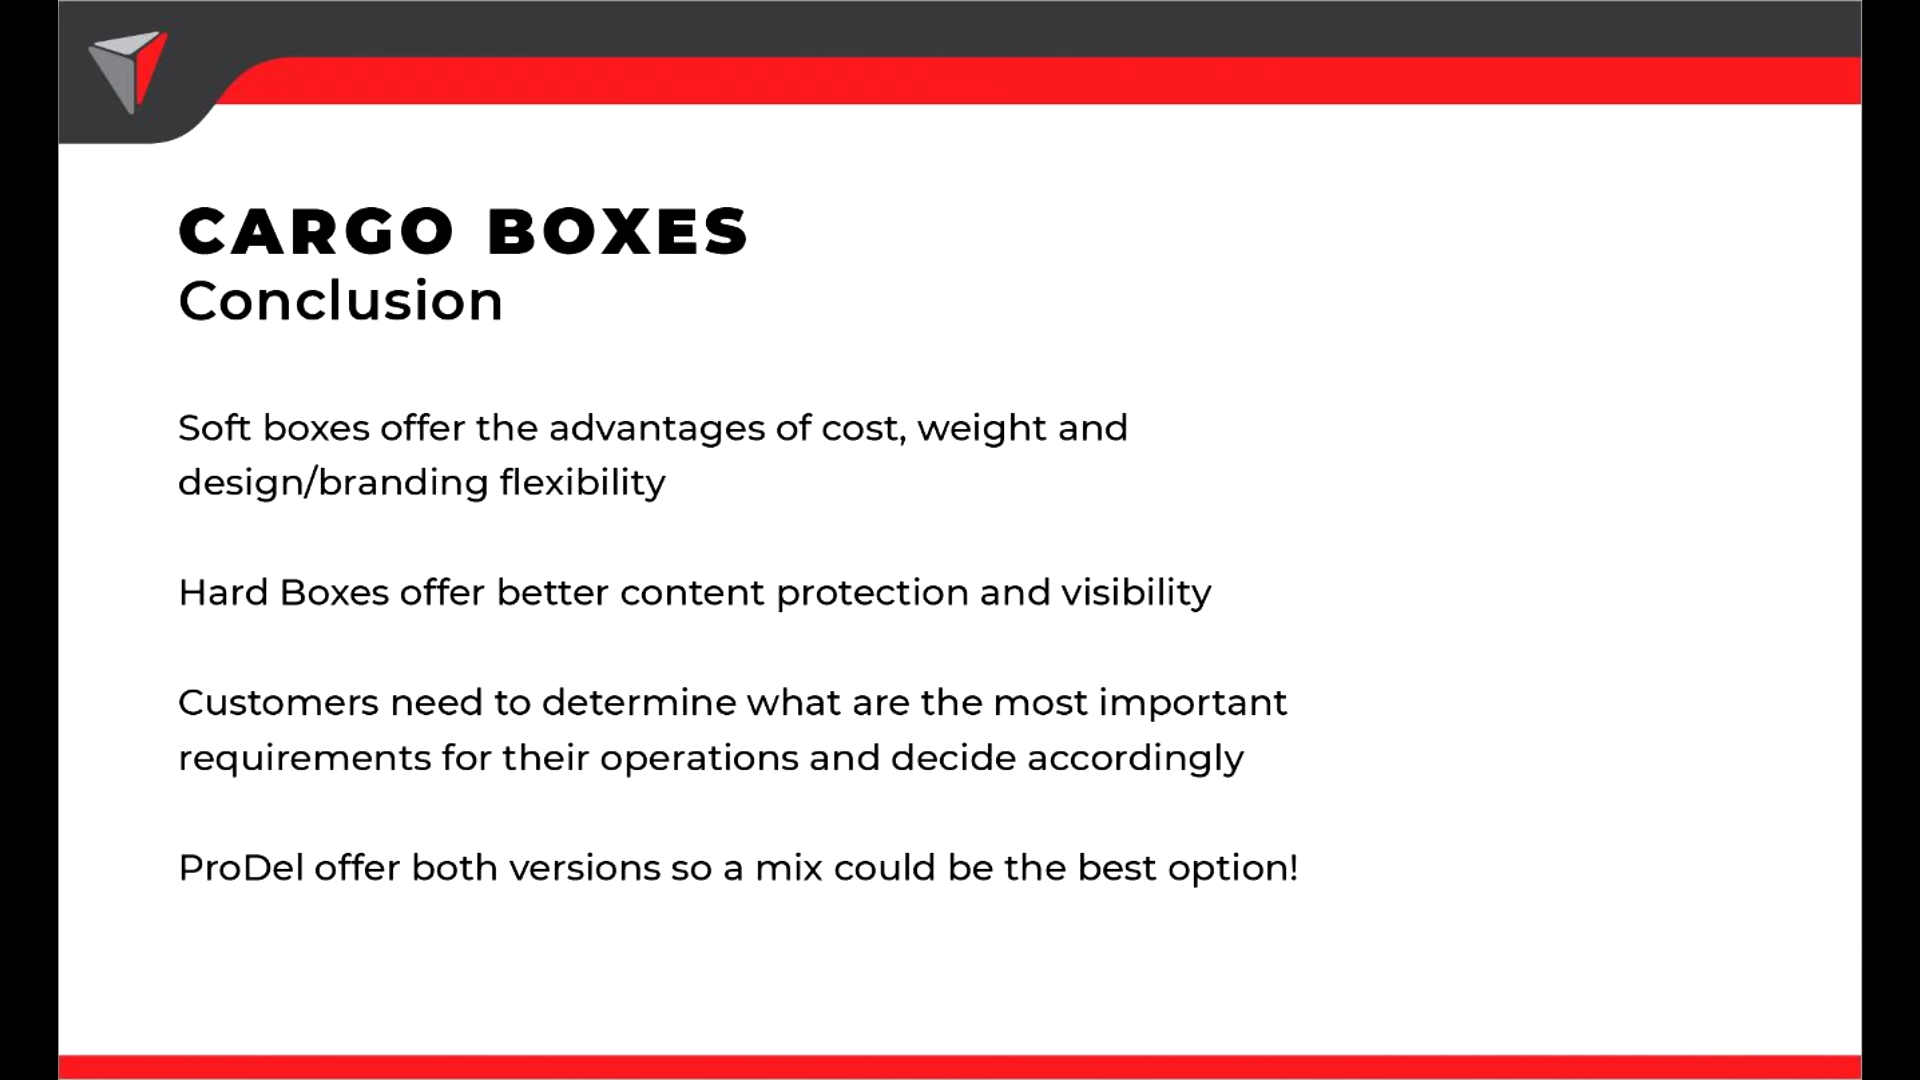 CARGO BOXES
Conclusion
Soft boxes offer the advantages of cost, weight and
design/branding flexibility
Hard Boxes offer better content protection and visibility
Customers need to determine what are the most important
requirements for their operations and decide accordingly
ProDel offer both versions so a mix could be the best option!